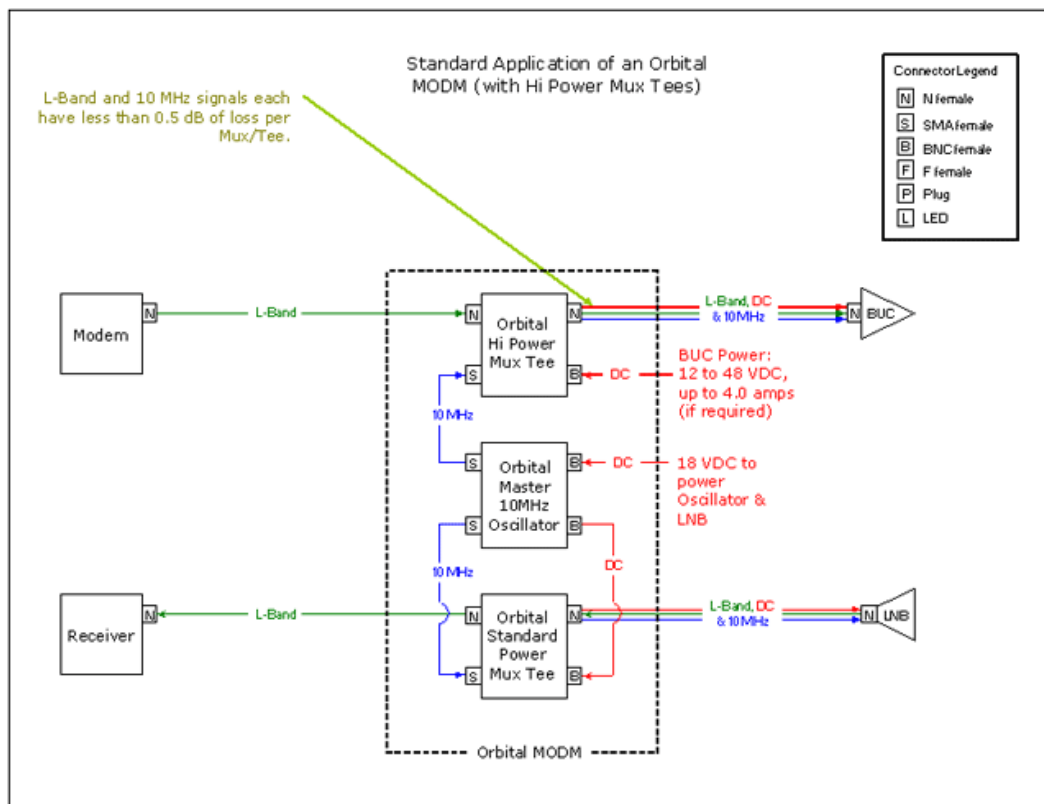 Standard Application of an Orbital
MODM (with Hi Power Mux Tees)
L-Band and 10 MHz signals each
have less than 0.5 dB of loss per
Mux/Tee.
Connector Legend
N N female
S SMA female
B BNC female
F F female
P Plug
L LED
Modem
N
L-Band
N
Orbital
Hi Power
Mux Tee
N
S
B
L-Band, DC
& 10 MHz
N
BUC
DC
BUC Power:
12 to 48 VDC,
up to 4.0 amps
(if required)
10 MHz
S
Orbital
Master
10MHz
Oscillator
B
S
B
DC
18 VDC to
power
Oscillator &
LNB
10 MHz
DC
Receiver
N
L-Band
N
Orbital
Standard
Power
Mux Tee
N
S
B
L-Band, DC
& 10 MHz
N
LNB
Orbital MODM